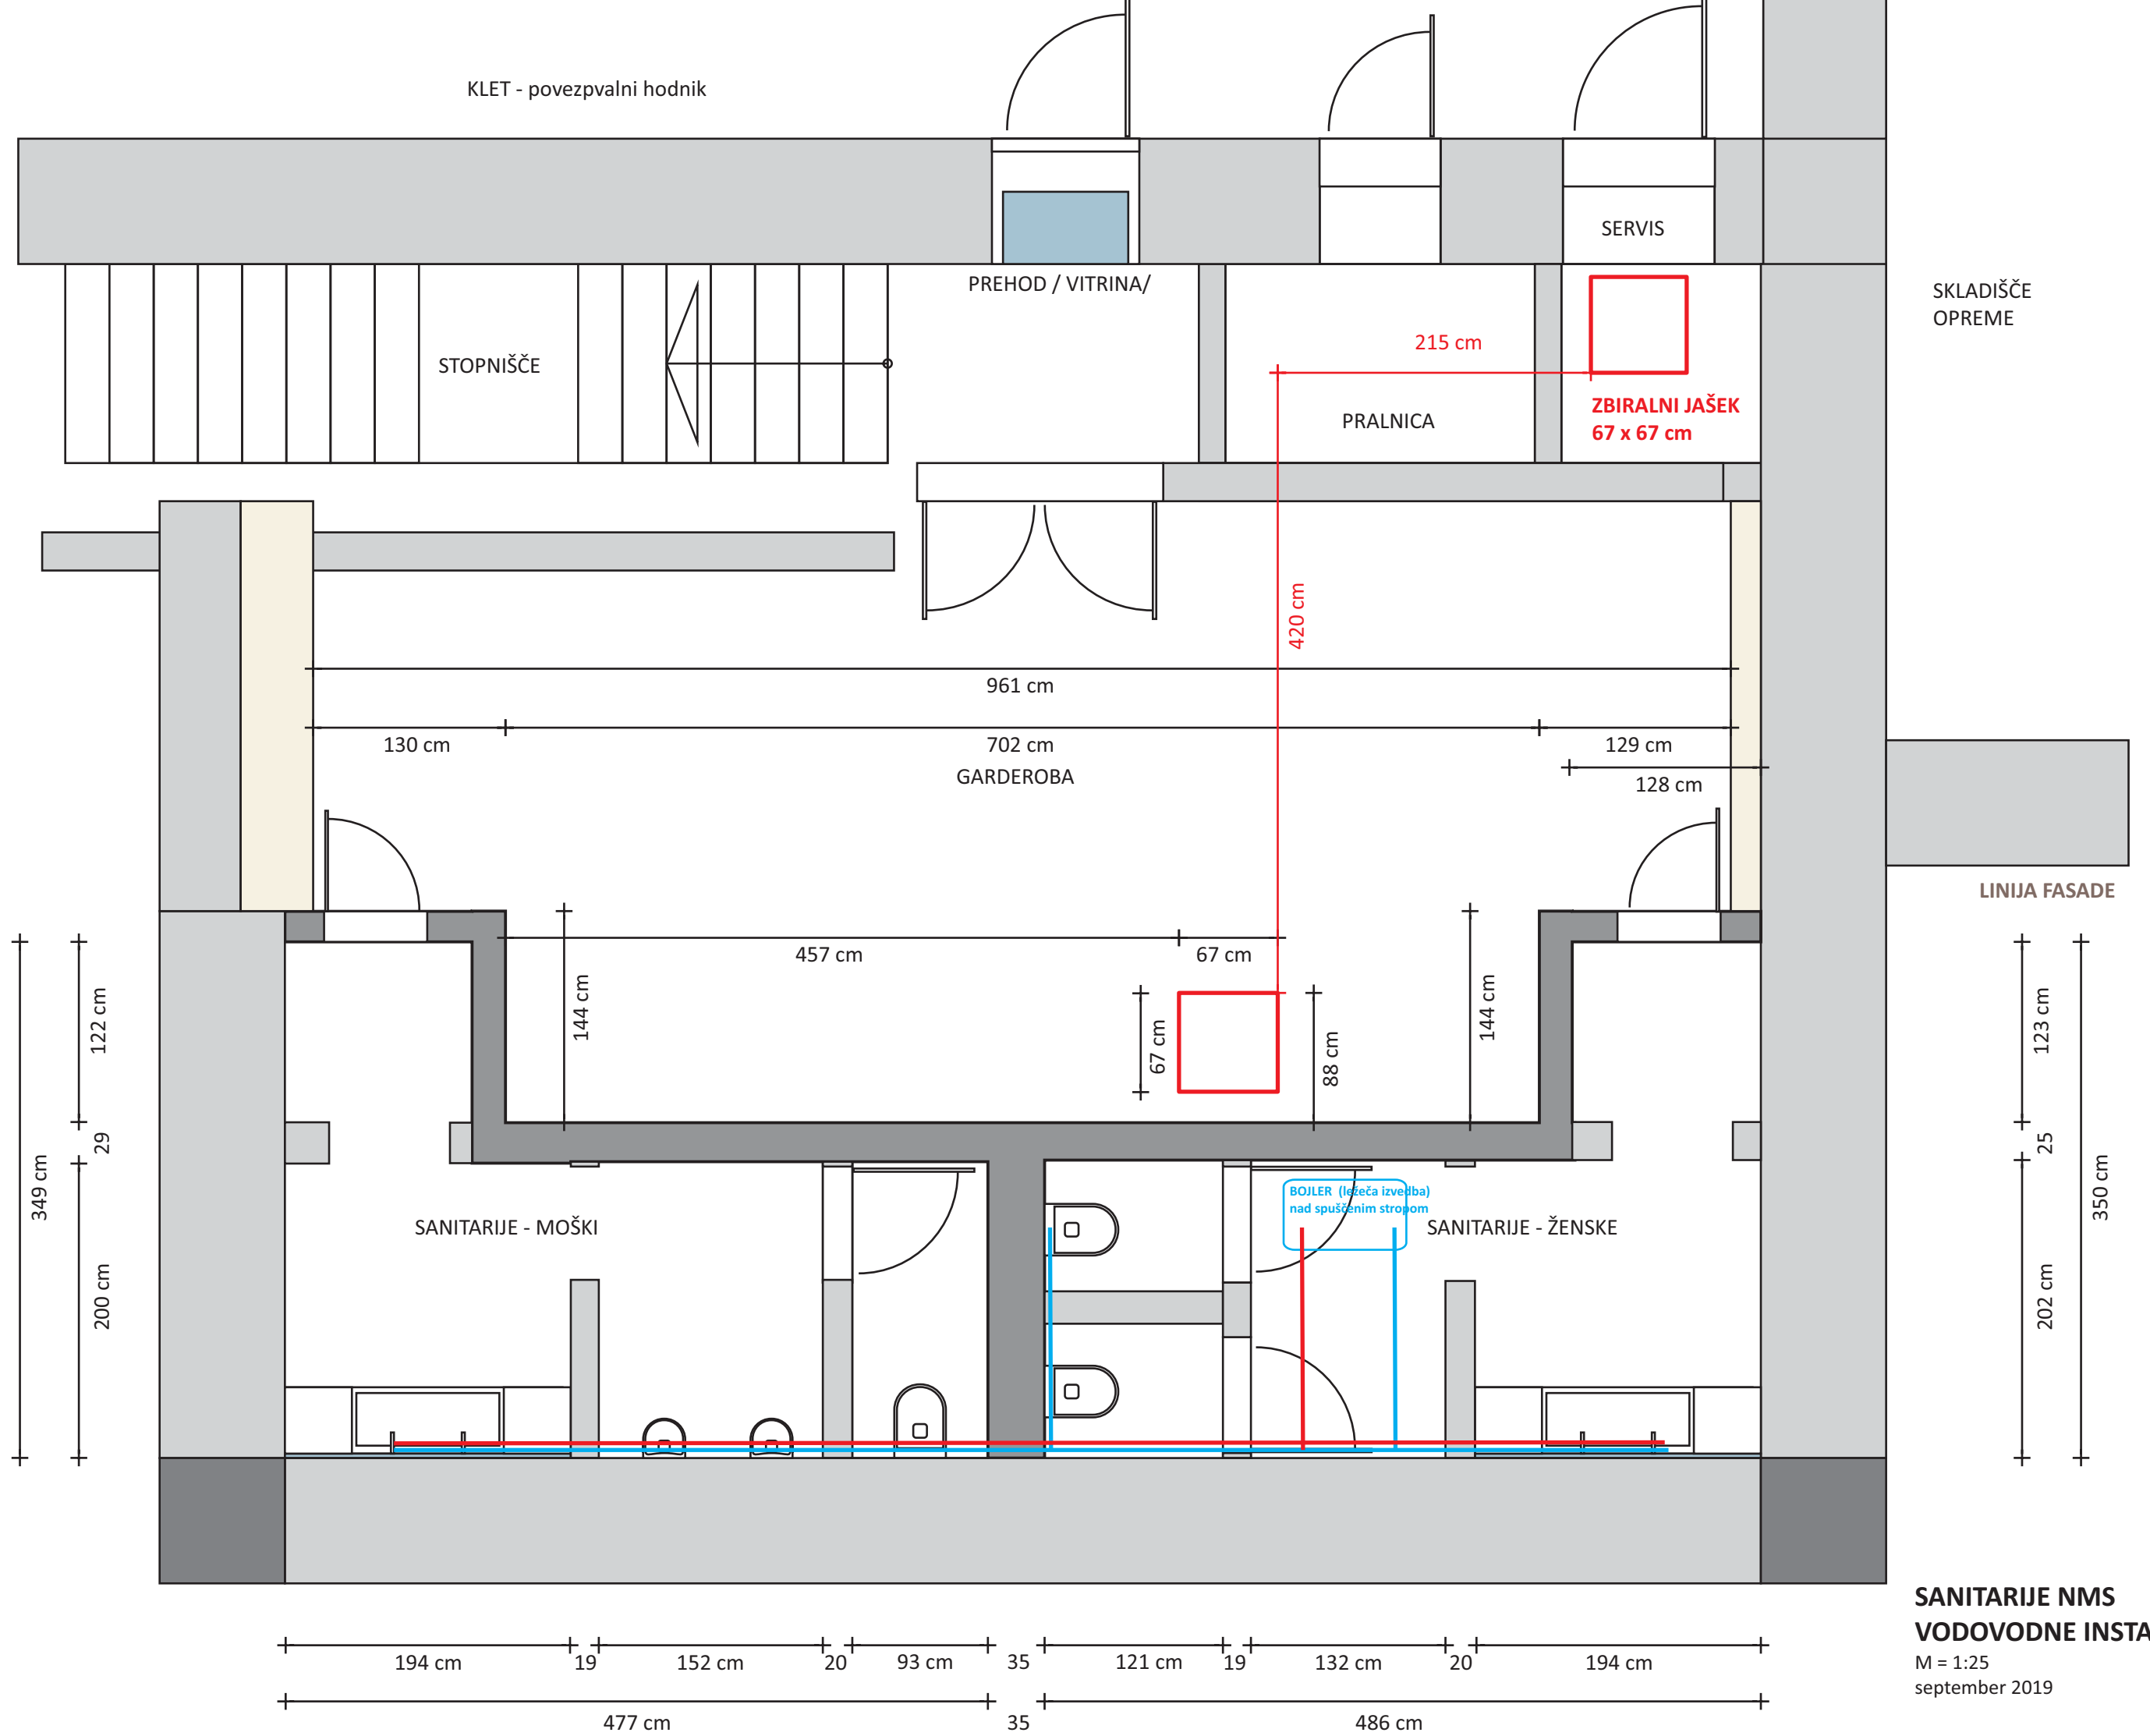 KLET - povezpvalni hodnik
SERVIS
PREHOD / VITRINA/
SKLADIŠČE
OPREME
STOPNIŠČE
215 cm
ZBIRALNI JAŠEK
67 x 67 cm
PRALNICA
420 cm
961 cm
130 cm
702 cm
129 cm
GARDEROBA
128 cm
LINIJA FASADE
457 cm
67 cm
144 cm
144 cm
122 cm
123 cm
67 cm
88 cm
29
25
349 cm
350 cm
BOJLER (ležeča izvedba)
nad spuščenim stropom
SANITARIJE - MOŠKI
SANITARIJE - ŽENSKE
200 cm
202 cm
SANITARIJE NMS
VODOVODNE INSTA
M = 1:25
september 2019
194 cm
19
152 cm
20
93 cm
35
121 cm
19
132 cm
20
194 cm
477 cm
35
486 cm